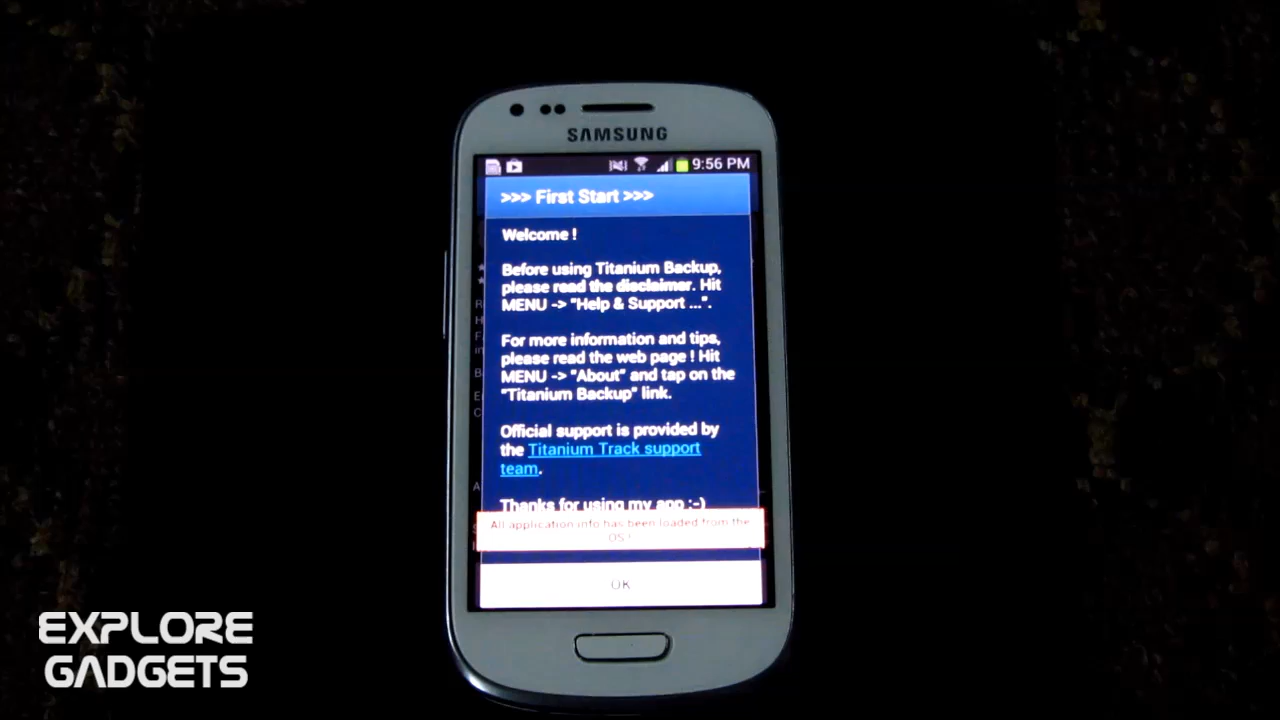 SAMSUNG
9:56 PM
>>> First Start >>>
Welcome !
Before using Titanium Backup,
please read the disclaimer. Hit
MENU -> "Help & Support ...".
For more information and tips,
please read the web page ! Hit
MENU -> "About" and tap on the
"Titanium Backup" link.
Official support is provided by
the Titanium Track support
team.
Thanks for using my app :-)
All application info has been loaded from the
OS !
OK
EXPLORE
GADGETS